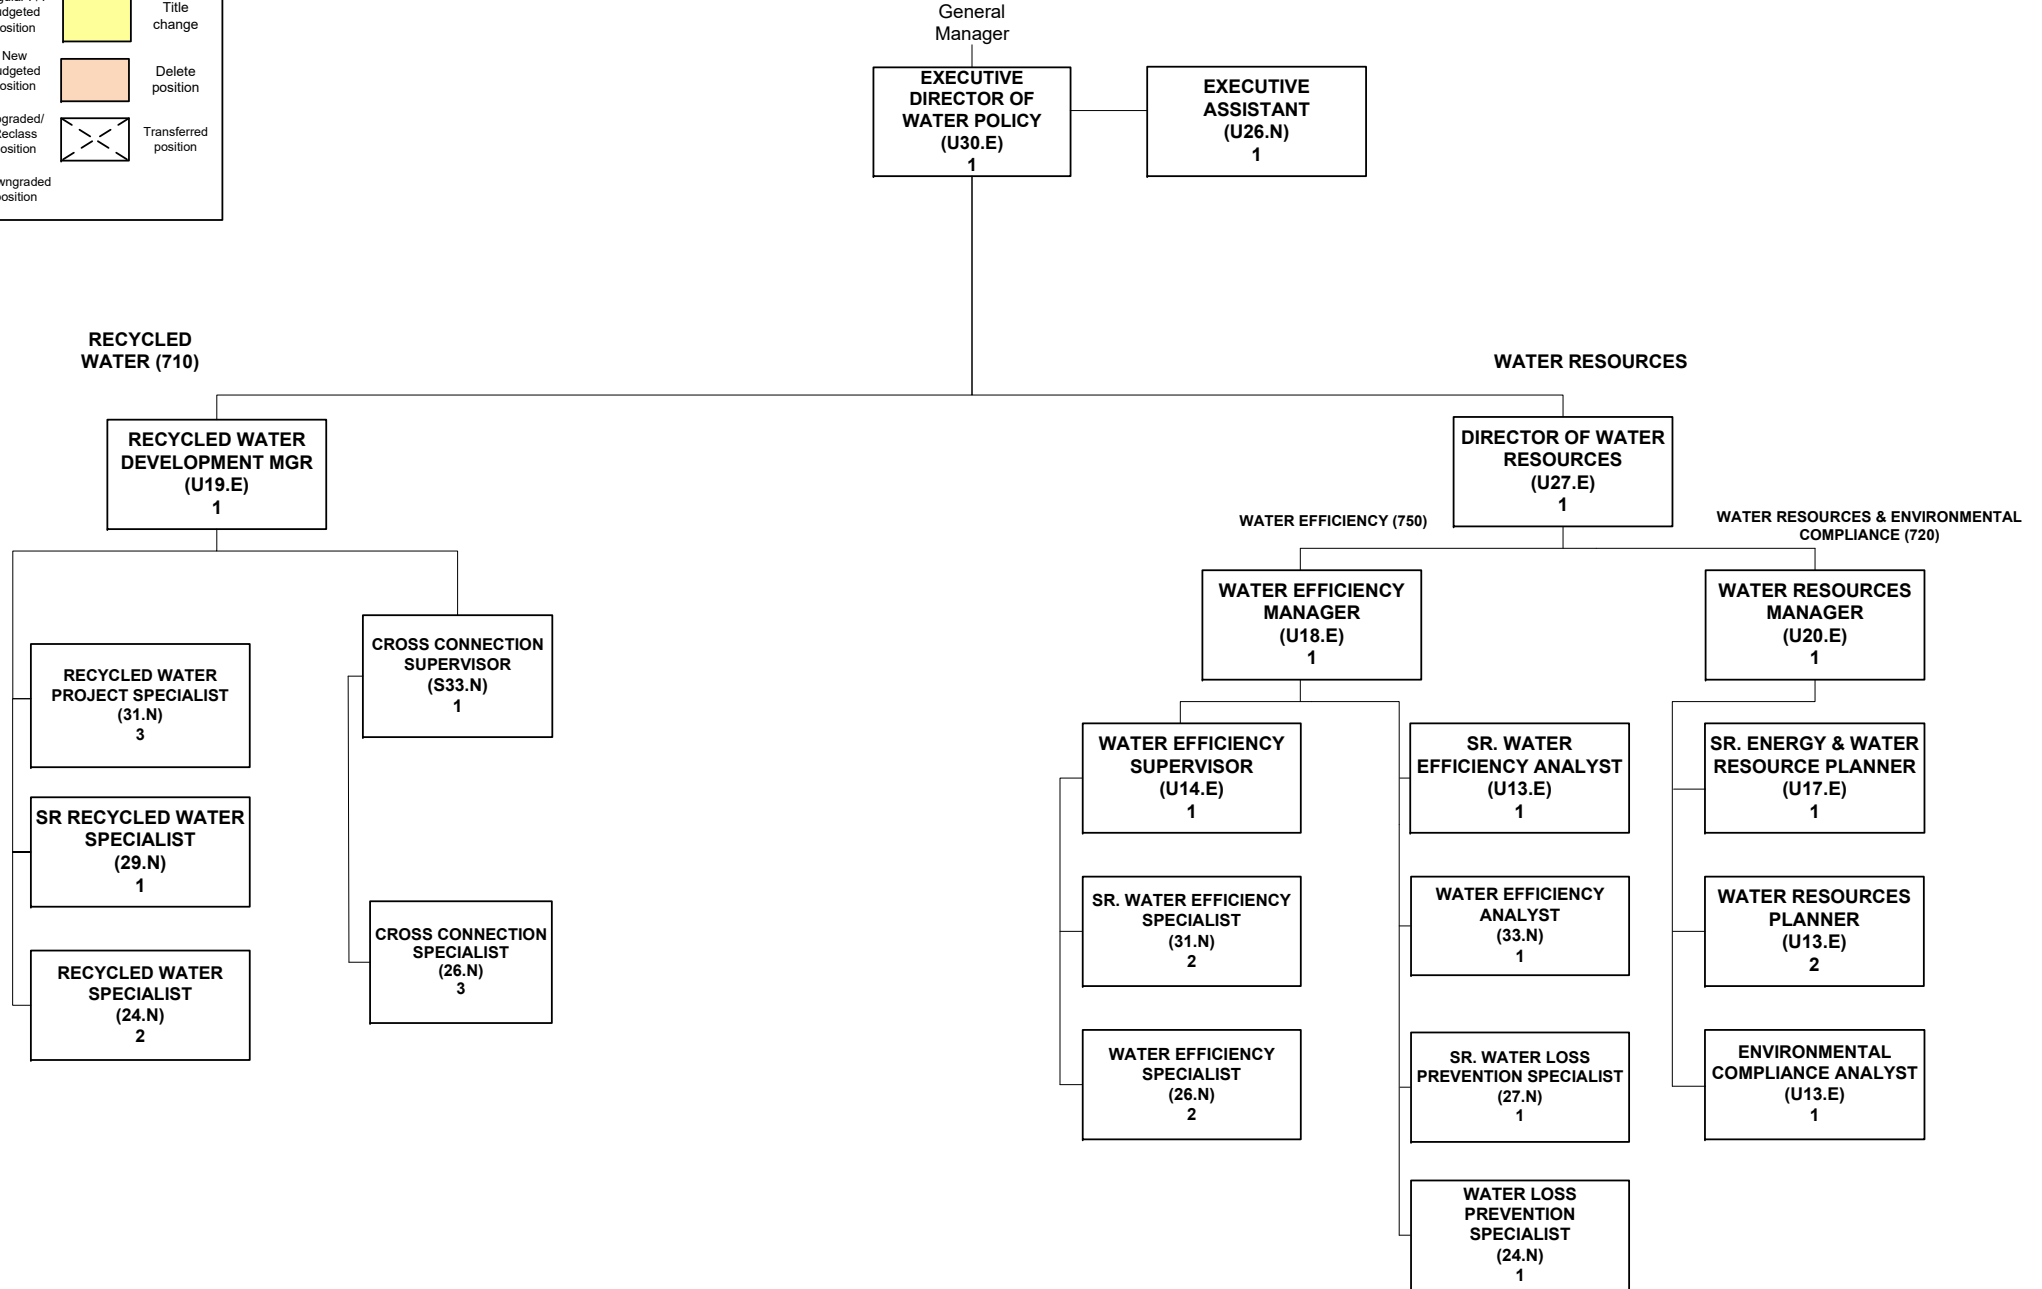 Title
change
New
Delete
position
Transferred
position
General
Manager
EXECUTIVE
DIRECTOR OF
WATER POLICY
(U30.E)
1
EXECUTIVE
ASSISTANT
(U26.N)
1
RECYCLED
WATER (710)
WATER RESOURCES
RECYCLED WATER
DEVELOPMENT MGR
(U19.E)
1
DIRECTOR OF WATER
RESOURCES
(U27.E)
1
WATER EFFICIENCY (750)
WATER RESOURCES & ENVIRONMENTAL
COMPLIANCE (720)
RECYCLED WATER
PROJECT SPECIALIST
(31.N)
3
SR RECYCLED WATER
SPECIALIST
(29.N)
1
RECYCLED WATER
SPECIALIST
(24.N)
2
CROSS CONNECTION
SUPERVISOR
(S33.N)
1
CROSS CONNECTION
SPECIALIST
(26.N)
3
WATER EFFICIENCY
MANAGER
(U18.E)
1
WATER RESOURCES
MANAGER
(U20.E)
1
WATER EFFICIENCY
SUPERVISOR
(U14.E)
1
SR. WATER EFFICIENCY
SPECIALIST
(31.N)
2
WATER EFFICIENCY
SPECIALIST
(26.N)
2
SR. WATER
EFFICIENCY ANALYST
(U13.E)
1
WATER EFFICIENCY
ANALYST
(33.N)
1
SR. WATER LOSS
PREVENTION SPECIALIST
(27.N)
1
WATER LOSS
PREVENTION
SPECIALIST
(24.N)
1
SR. ENERGY & WATER
RESOURCE PLANNER
(U17.E)
1
WATER RESOURCES
PLANNER
(U13.E)
2
ENVIRONMENTAL
COMPLIANCE ANALYST
(U13.E)
1